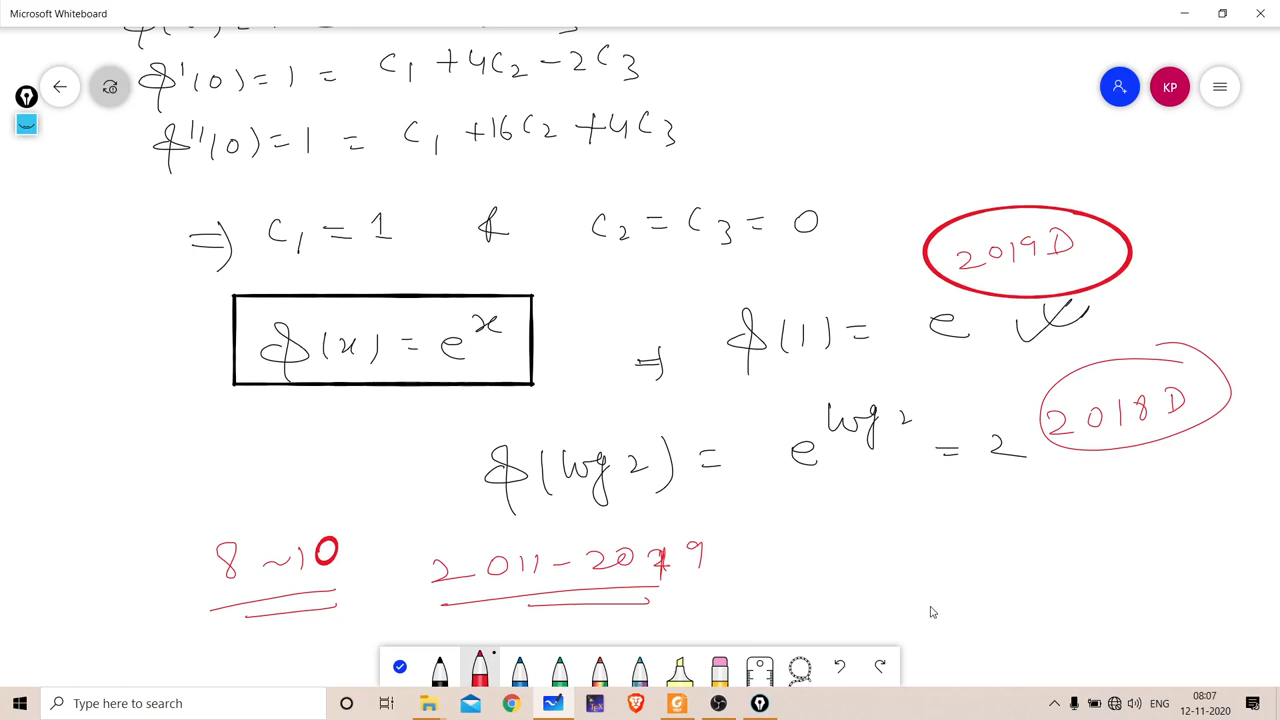 Microsoft Whiteboard
φ'(0) = 1 = C₁ + 4C₂ - 2C₃
KP
φ''(0) = 1 = C₁ + 16C₂ + 4C₃
⇒ C₁ = 1 & C₂ = C₃ = 0
2019 D
φ(x) = eˣ ⇒ φ(1) = e ✓
2018 D
φ(log 2) = e^{log 2} = 2
8 ~ 10 2011 - 2019
Type here to search
08:07
12-11-2020